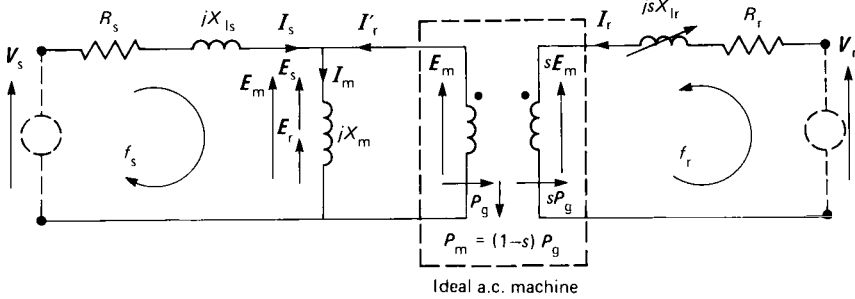 R_s jX_ls I_s I'_r I_r jsX_lr R_r
V_s E_m E_s I_m E_m sE_m V_r
f_s E_r jX_m f_r
P_g sP_g
P_m = (1-s) P_g
Ideal a.c. machine